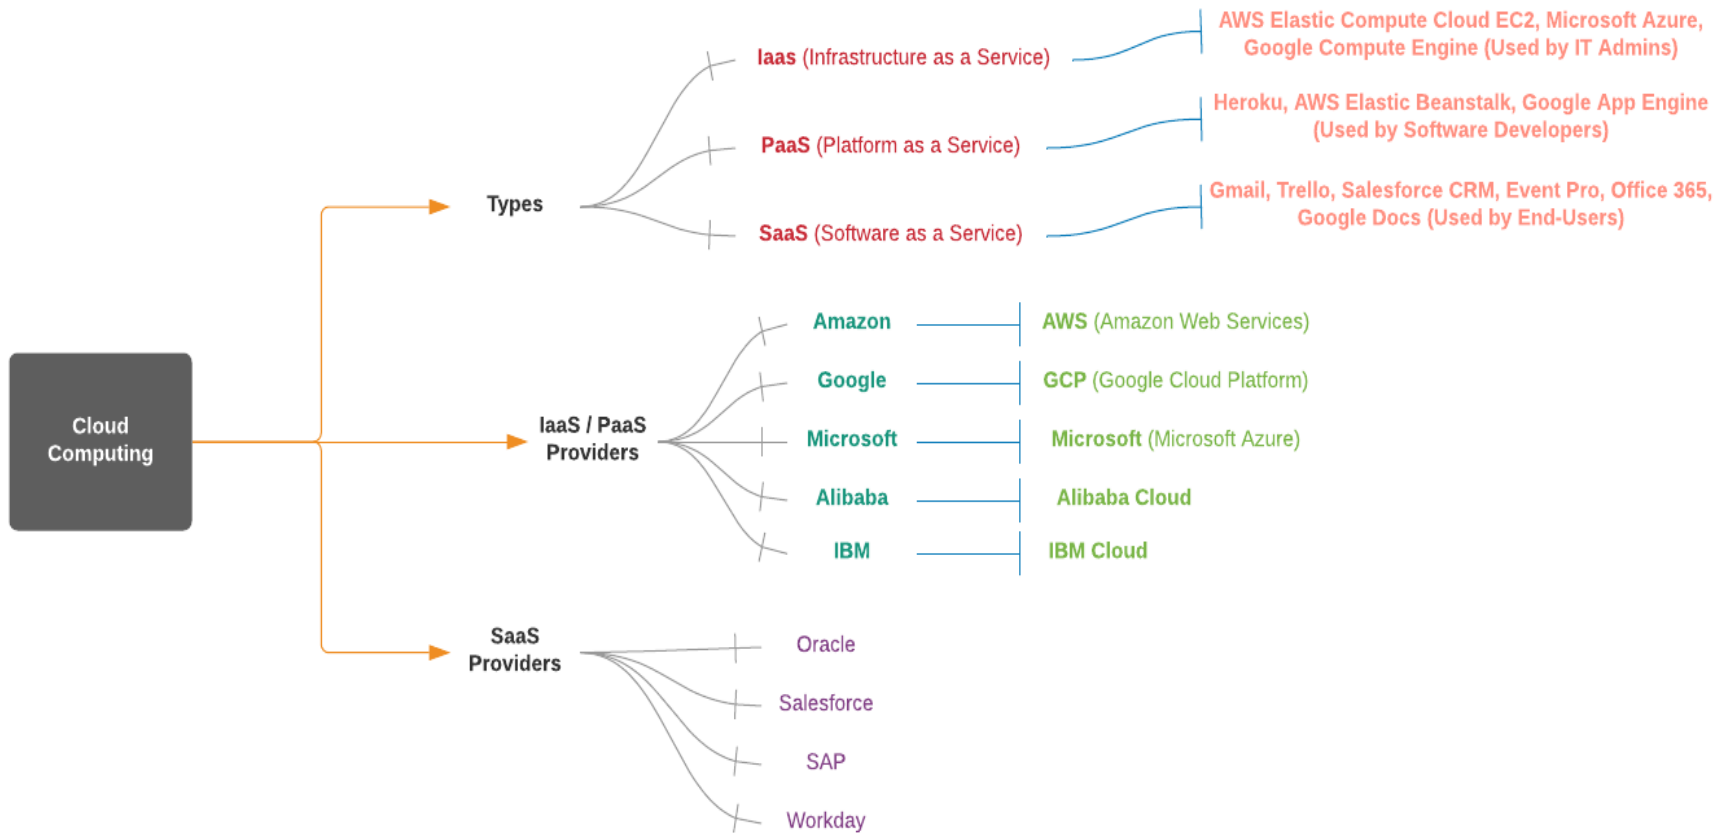 Cloud
Computing
Types
Iaas (Infrastructure as a Service)
AWS Elastic Compute Cloud EC2, Microsoft Azure,
Google Compute Engine (Used by IT Admins)
PaaS (Platform as a Service)
Heroku, AWS Elastic Beanstalk, Google App Engine
(Used by Software Developers)
SaaS (Software as a Service)
Gmail, Trello, Salesforce CRM, Event Pro, Office 365,
Google Docs (Used by End-Users)
IaaS / PaaS
Providers
Amazon
AWS (Amazon Web Services)
Google
GCP (Google Cloud Platform)
Microsoft
Microsoft (Microsoft Azure)
Alibaba
Alibaba Cloud
IBM
IBM Cloud
SaaS
Providers
Oracle
Salesforce
SAP
Workday